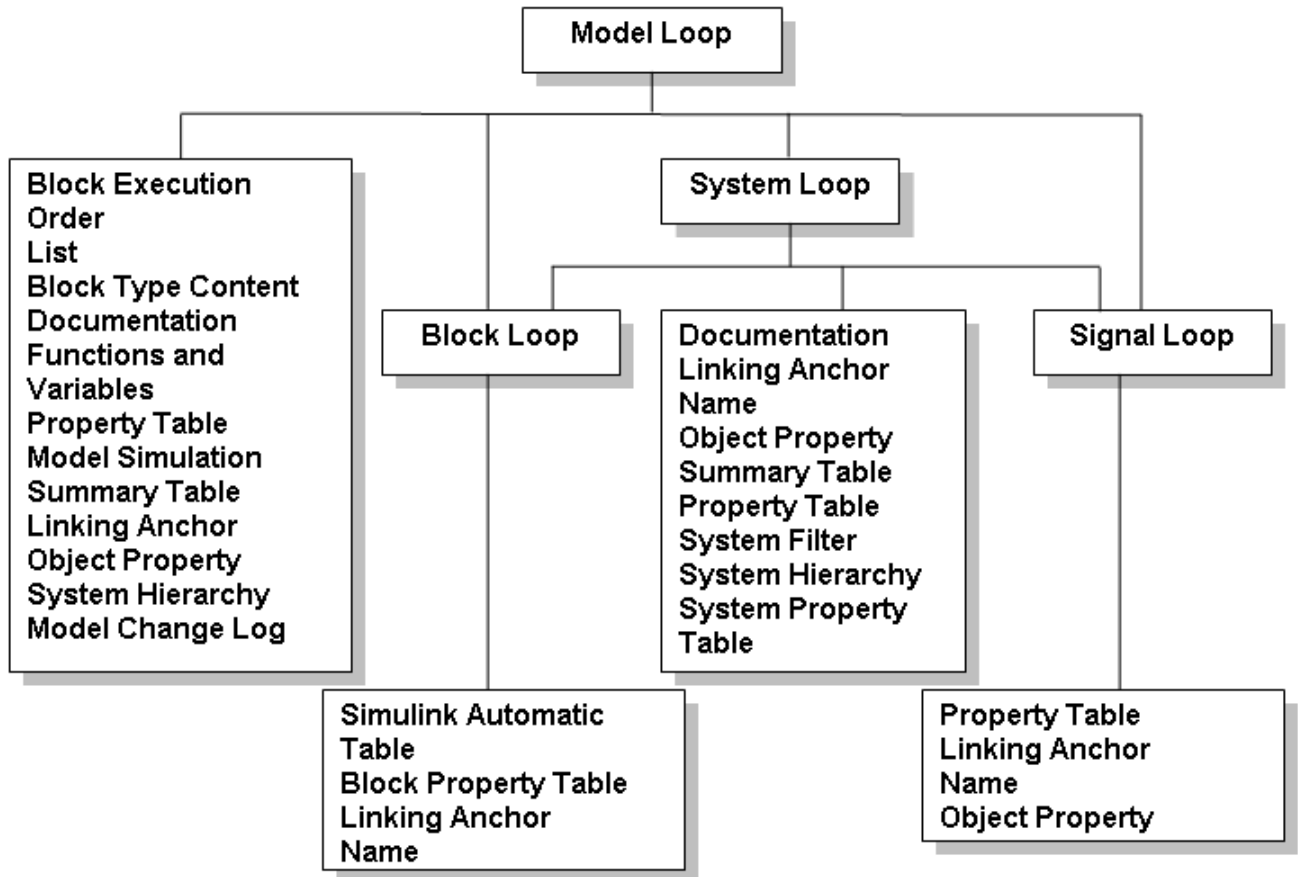 Model Loop
Block Execution
Order
List
Block Type Content
Documentation
Functions and
Variables
Property Table
Model Simulation
Summary Table
Linking Anchor
Object Property
System Hierarchy
Model Change Log
System Loop
Block Loop
Documentation
Linking Anchor
Name
Object Property
Summary Table
Property Table
System Filter
System Hierarchy
System Property
Table
Signal Loop
Simulink Automatic
Table
Block Property Table
Linking Anchor
Name
Property Table
Linking Anchor
Name
Object Property